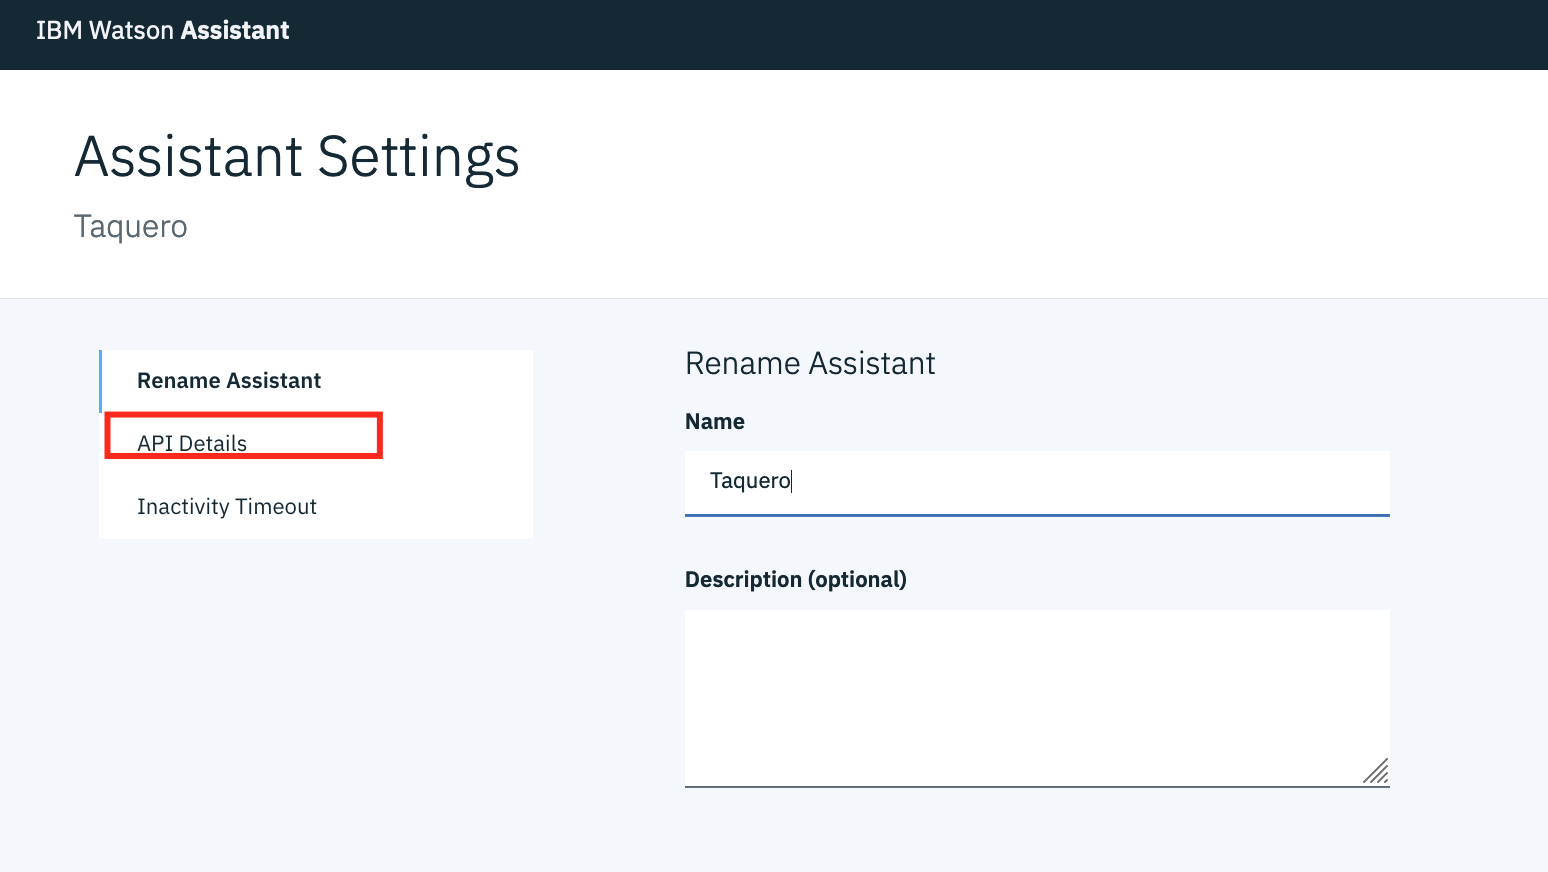 IBM Watson Assistant
Assistant Settings
Taquero
Rename Assistant
API Details
Inactivity Timeout
Rename Assistant
Name
Taquero
Description (optional)